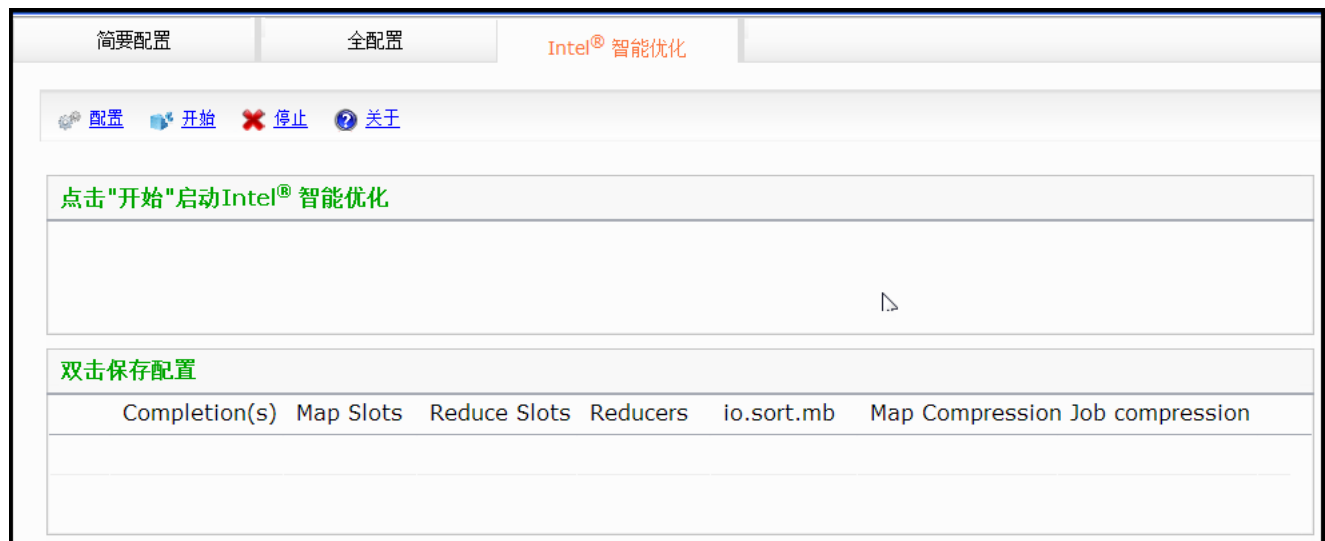 简要配置 全配置 Intel® 智能优化
配置 开始 停止 关于
点击"开始"启动Intel® 智能优化
双击保存配置
Completion(s) Map Slots Reduce Slots Reducers io.sort.mb Map Compression Job compression